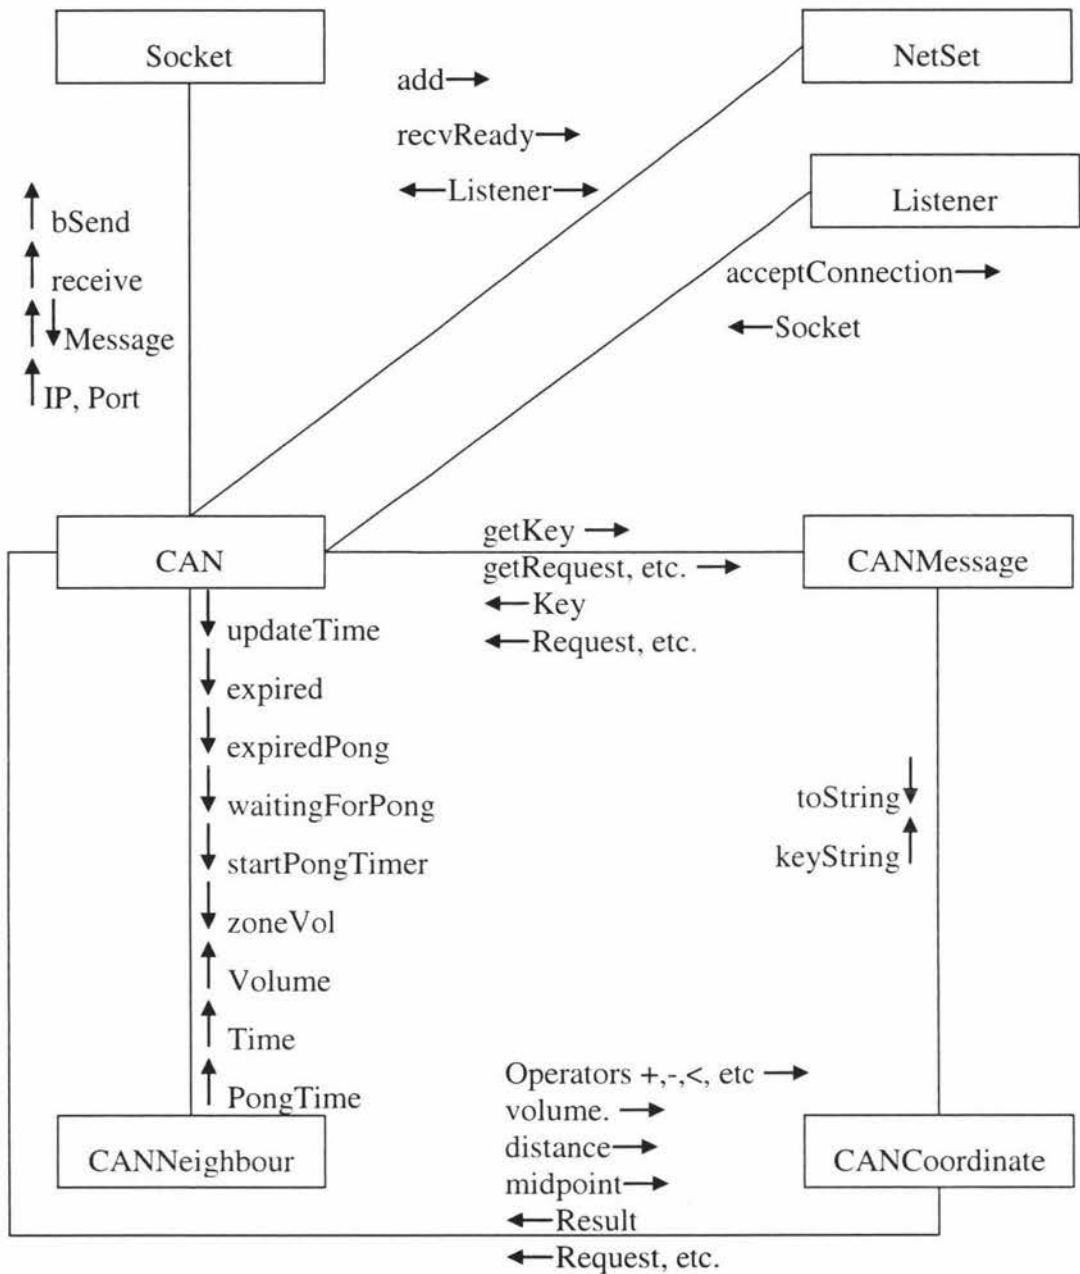 Socket
NetSet
add
recvReady
Listener
Listener
acceptConnection
Socket
bSend
receive
Message
IP, Port
CAN
getKey
getRequest, etc.
Key
Request, etc.
CANMessage
updateTime
expired
expiredPong
waitingForPong
startPongTimer
zoneVol
Volume
Time
PongTime
toString
keyString
Operators +,-,<, etc
volume.
distance
midpoint
Result
Request, etc.
CANNeighbour
CANCoordinate